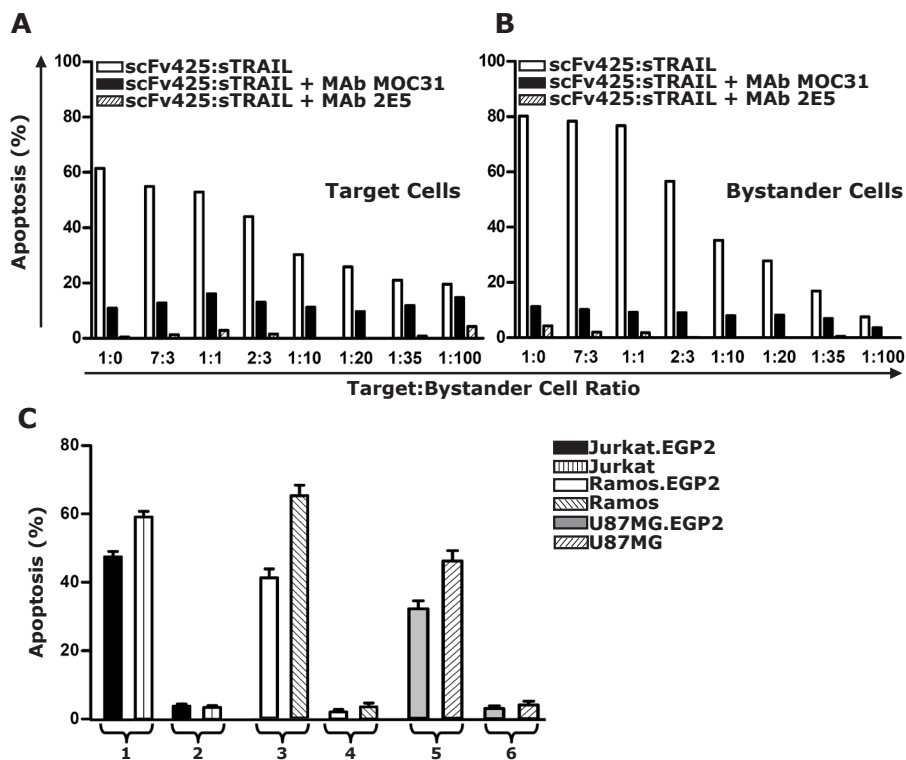 A
B
100
80
60
40
20
0
Apoptosis (%)
scFv425:sTRAIL
scFv425:sTRAIL + MAb MOC31
scFv425:sTRAIL + MAb 2E5
Target Cells
1:0 7:3 1:1 2:3 1:10 1:20 1:35 1:100
100
80
60
40
20
0
scFv425:sTRAIL
scFv425:sTRAIL + MAb MOC31
scFv425:sTRAIL + MAb 2E5
Bystander Cells
1:0 7:3 1:1 2:3 1:10 1:20 1:35 1:100
Target:Bystander Cell Ratio
C
80
60
40
20
0
Apoptosis (%)
1 2 3 4 5 6
Jurkat.EGP2
Jurkat
Ramos.EGP2
Ramos
U87MG.EGP2
U87MG